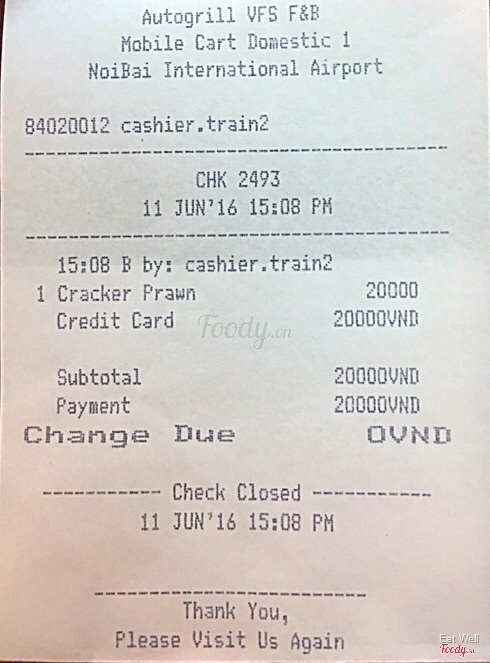 Autogrill VFS F&B
Mobile Cart Domestic 1
NoiBai International Airport
84020012 cashier.train2
--------------------------------
CHK 2493
11 JUN'16 15:08 PM
--------------------------------
15:08 B by: cashier.train2
1 Cracker Prawn 20000
Credit Card 20000VND
Foody.vn
Subtotal 20000VND
Payment 20000VND
Change Due 0VND
----------- Check Closed -----------
11 JUN'16 15:08 PM
-------------------------
Thank You,
Please Visit Us Again
Eat Well
Foody.vn